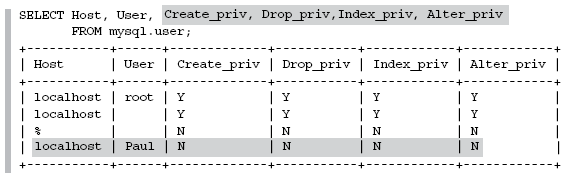 SELECT Host, User, Create_priv, Drop_priv,Index_priv, Alter_priv
       FROM mysql.user;
+-----------+------+-------------+-----------+------------+------------+
| Host      | User | Create_priv | Drop_priv | Index_priv | Alter_priv |
+-----------+------+-------------+-----------+------------+------------+
| localhost | root | Y           | Y         | Y          | Y          |
| localhost |      | Y           | Y         | Y          | Y          |
| %         |      | N           | N         | N          | N          |
| localhost | Paul | N           | N         | N          | N          |
+-----------+------+-------------+-----------+------------+------------+